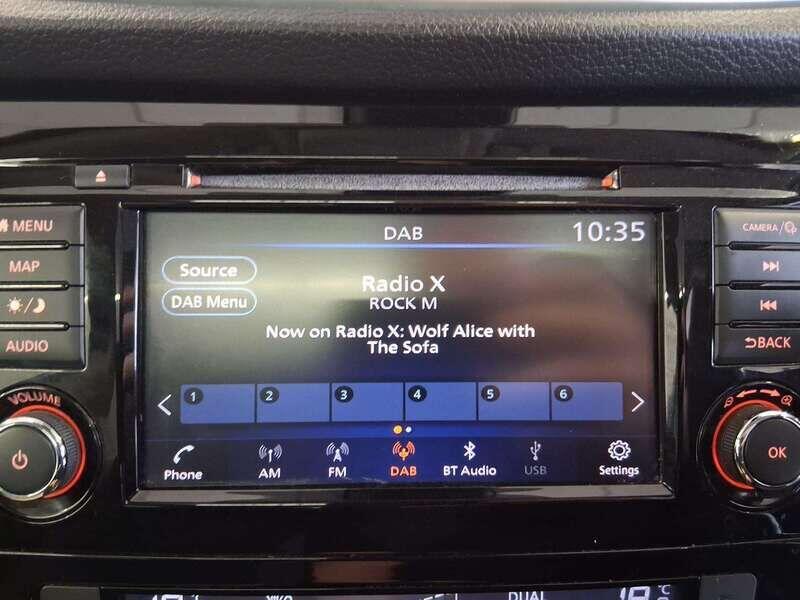 MENU
MAP
AUDIO
VOLUME
DAB
10:35
Source
DAB Menu
Radio X
ROCK M
Now on Radio X: Wolf Alice with
The Sofa
1 2 3 4 5 6
Phone
AM
FM
DAB
BT Audio
USB
Settings
CAMERA/
BACK
OK
DUAL
°C